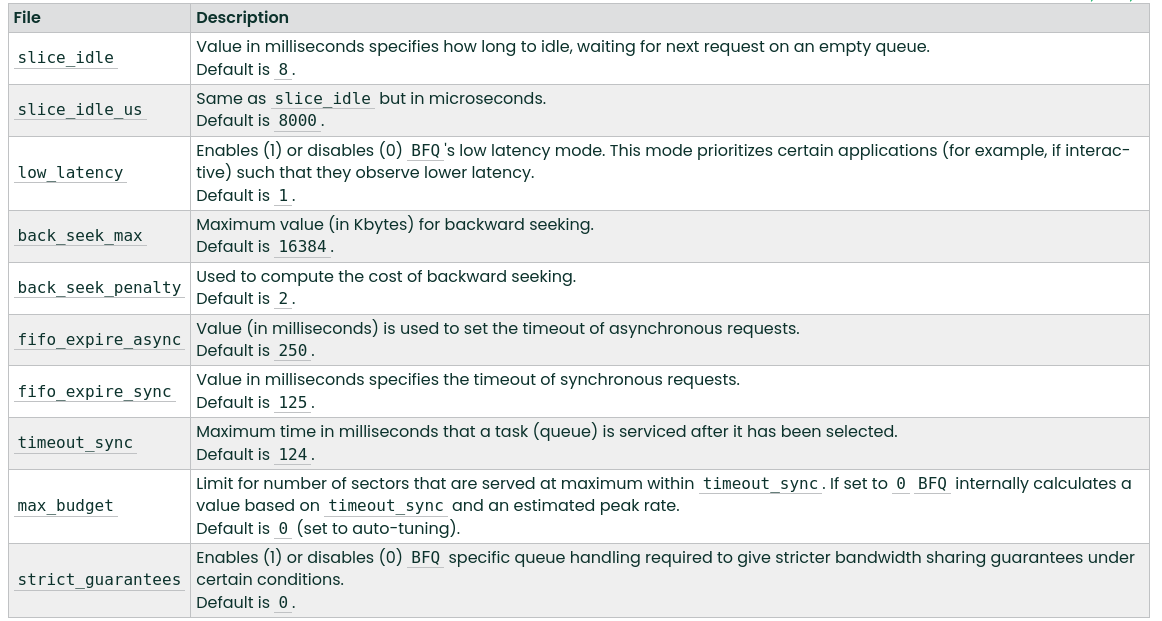 File Description
slice_idle
Value in milliseconds specifies how long to idle, waiting for next request on an empty queue.
Default is 8.
slice_idle_us
Same as slice_idle but in microseconds.
Default is 8000.
low_latency
Enables (1) or disables (0) BFQ's low latency mode. This mode prioritizes certain applications (for example, if interac-
tive) such that they observe lower latency.
Default is 1.
back_seek_max
Maximum value (in Kbytes) for backward seeking.
Default is 16384.
back_seek_penalty
Used to compute the cost of backward seeking.
Default is 2.
fifo_expire_async
Value (in milliseconds) is used to set the timeout of asynchronous requests.
Default is 250.
fifo_expire_sync
Value in milliseconds specifies the timeout of synchronous requests.
Default is 125.
timeout_sync
Maximum time in milliseconds that a task (queue) is serviced after it has been selected.
Default is 124.
max_budget
Limit for number of sectors that are served at maximum within timeout_sync. If set to 0 BFQ internally calculates a
value based on timeout_sync and an estimated peak rate.
Default is 0 (set to auto-tuning).
strict_guarantees
Enables (1) or disables (0) BFQ specific queue handling required to give stricter bandwidth sharing guarantees under
certain conditions.
Default is 0.